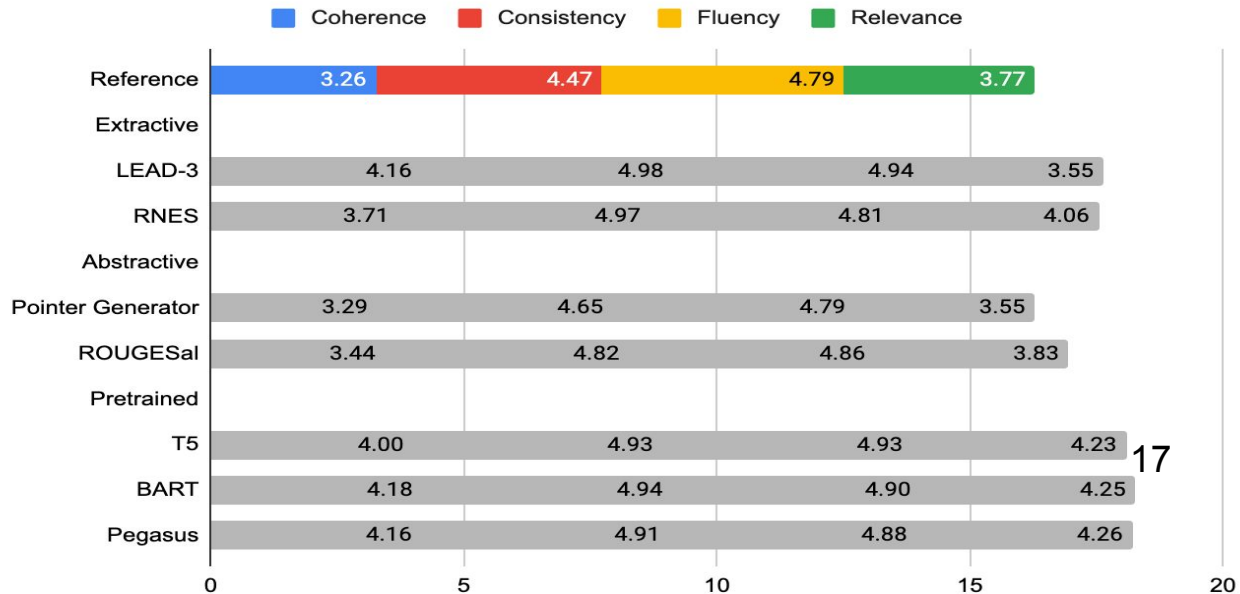 Coherence Consistency Fluency Relevance
Reference 3.26 4.47 4.79 3.77
Extractive
LEAD-3 4.16 4.98 4.94 3.55
RNES 3.71 4.97 4.81 4.06
Abstractive
Pointer Generator 3.29 4.65 4.79 3.55
ROUGESal 3.44 4.82 4.86 3.83
Pretrained
T5 4.00 4.93 4.93 4.23
17
BART 4.18 4.94 4.90 4.25
Pegasus 4.16 4.91 4.88 4.26
0 5 10 15 20